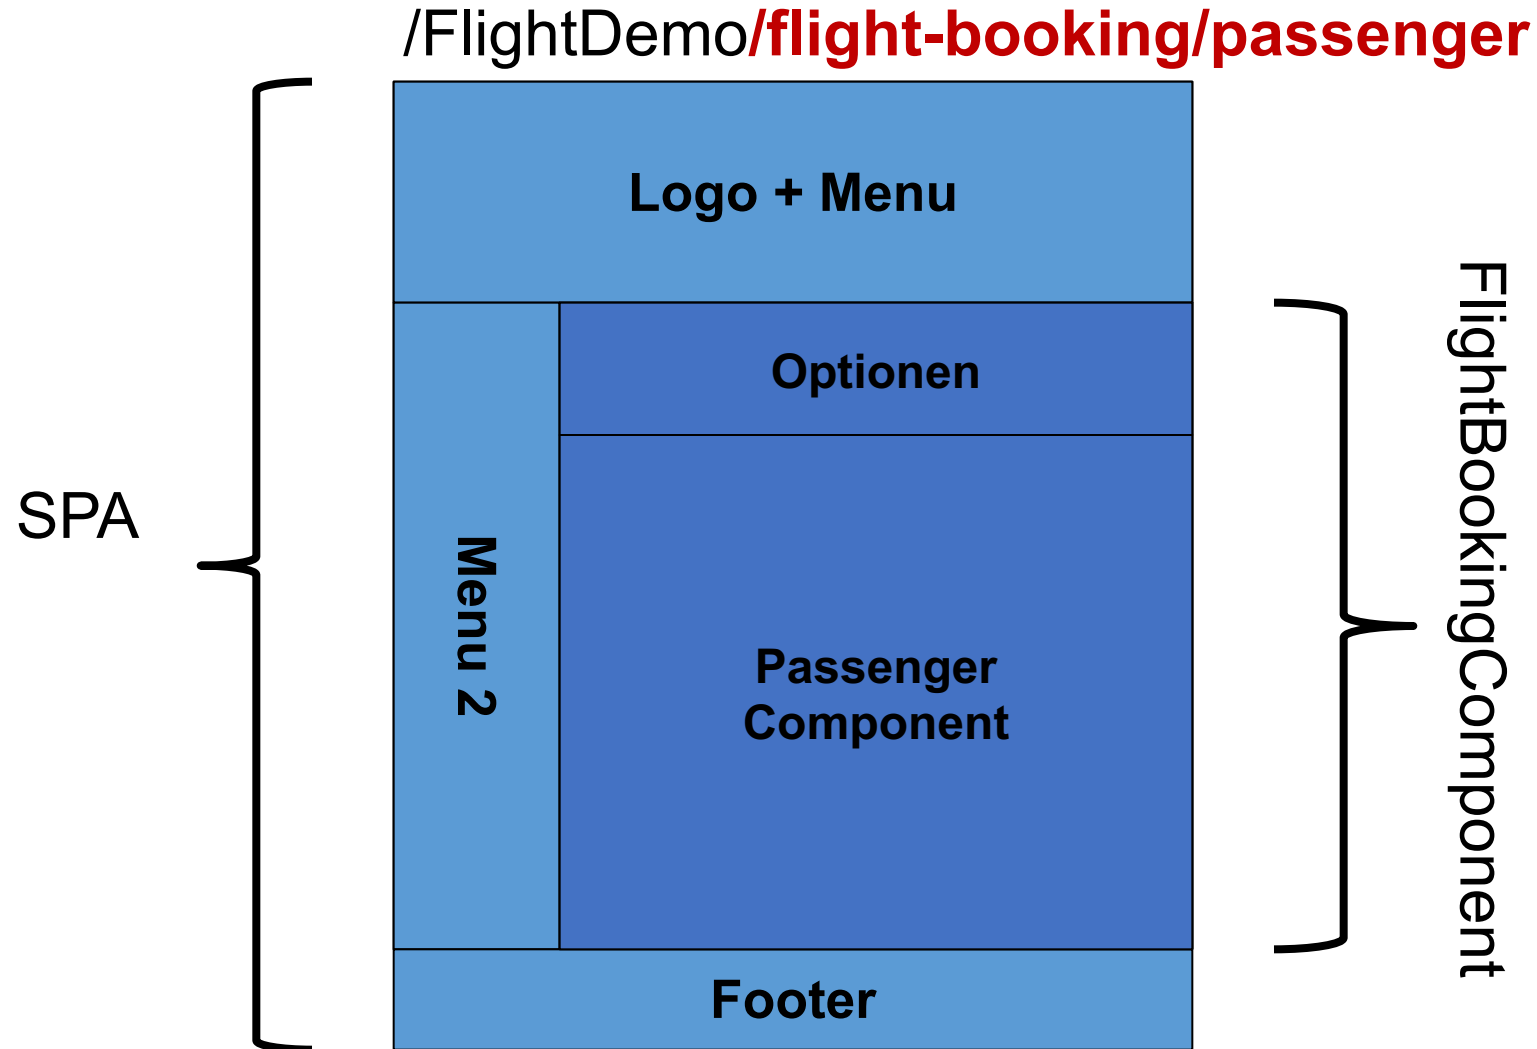 /FlightDemo/flight-booking/passenger
Logo + Menu
Optionen
SPA
Menu 2
Passenger
Component
FlightBookingComponent
Footer